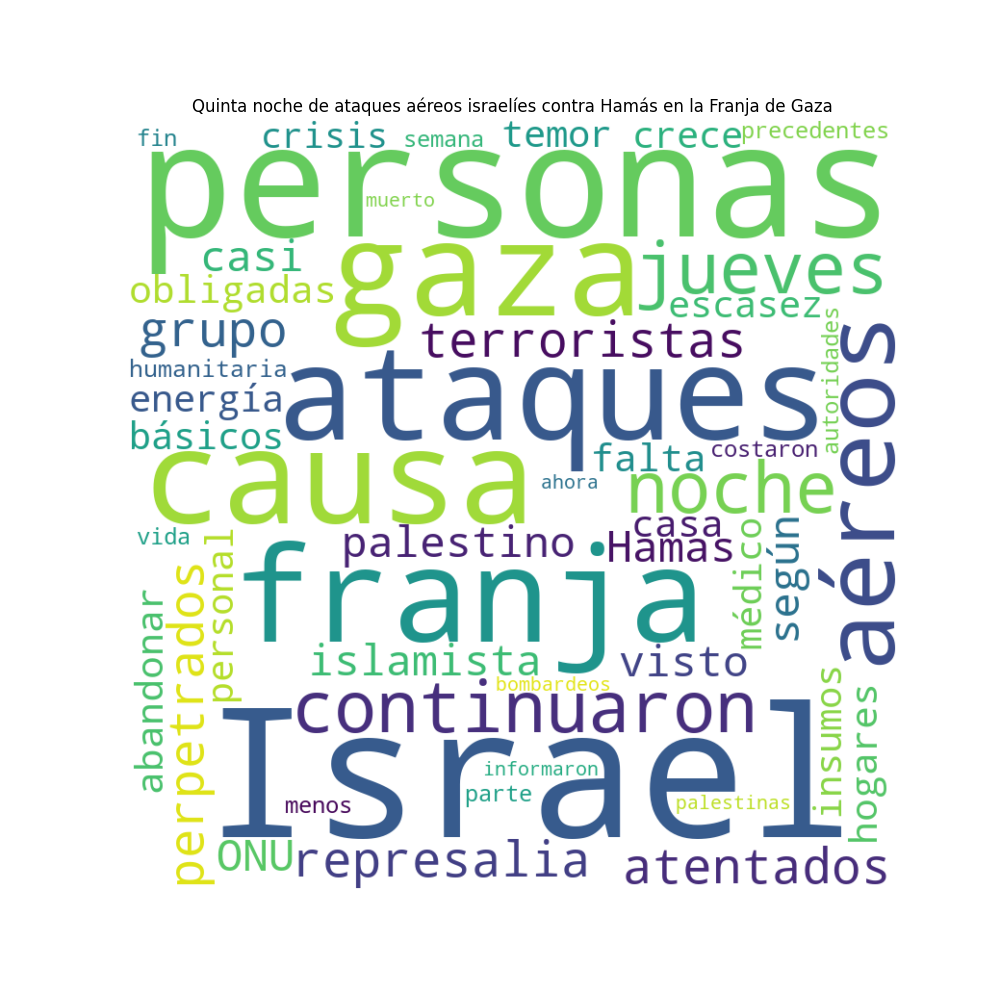 Quinta noche de ataques aéreos israelíes contra Hamás en la Franja de Gaza
fin
crisis
semana
temor
crece
precedentes
personas
muerto
casi
gaza
jueves
obligadas
escasez
grupo
terroristas
autoridades
aéreos
humanitaria
ataques
energía
básicos
causa
falta
costaron
ahora
noche
vida
personal
palestino
casa
Hamas
médico
según
franja
abandonar
perpetrados
islamista
visto
bombardeos
continuaron
insumos
hogares
Israel
informaron
menos
parte
palestinas
ONU
represalia
atentados